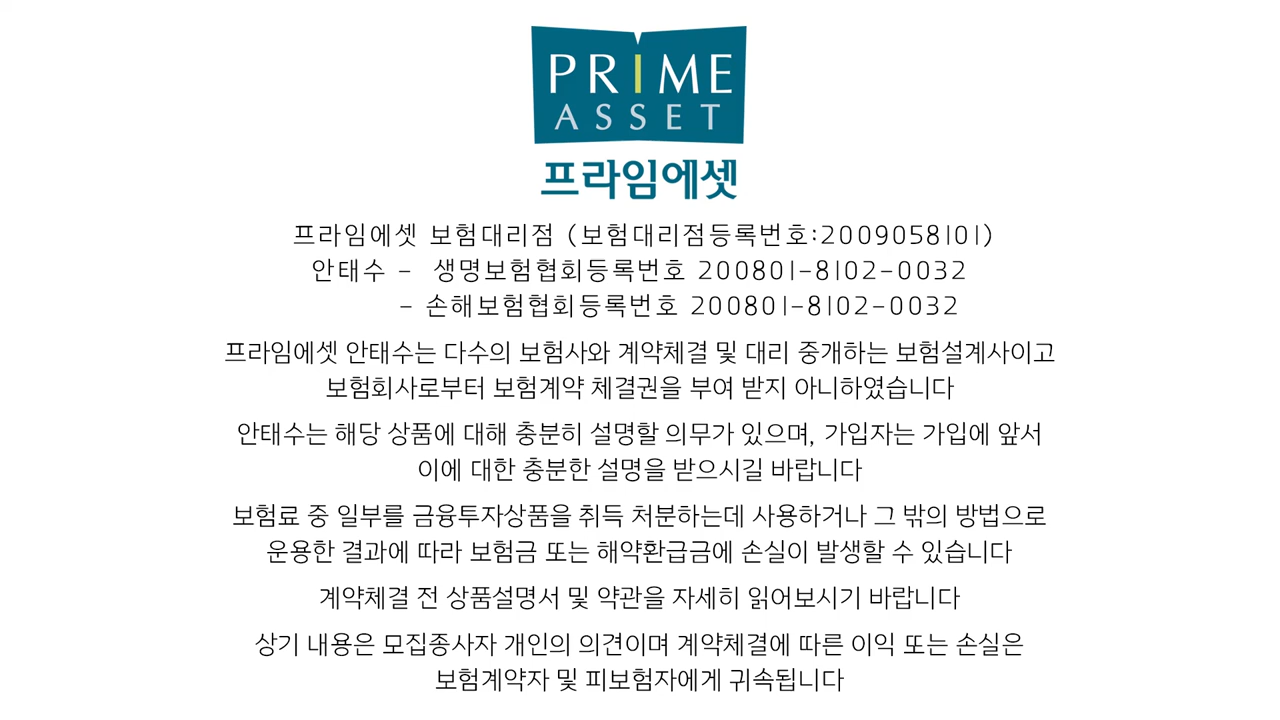 PRIME
ASSET
프라임에셋
프라임에셋 보험대리점 (보험대리점등록번호:2009058101)
안태수 - 생명보험협회등록번호 200801-8102-0032
- 손해보험협회등록번호 200801-8102-0032
프라임에셋 안태수는 다수의 보험사와 계약체결 및 대리 중개하는 보험설계사이고
보험회사로부터 보험계약 체결권을 부여 받지 아니하였습니다
안태수는 해당 상품에 대해 충분히 설명할 의무가 있으며, 가입자는 가입에 앞서
이에 대한 충분한 설명을 받으시길 바랍니다
보험료 중 일부를 금융투자상품을 취득 처분하는데 사용하거나 그 밖의 방법으로
운용한 결과에 따라 보험금 또는 해약환급금에 손실이 발생할 수 있습니다
계약체결 전 상품설명서 및 약관을 자세히 읽어보시기 바랍니다
상기 내용은 모집종사자 개인의 의견이며 계약체결에 따른 이익 또는 손실은
보험계약자 및 피보험자에게 귀속됩니다